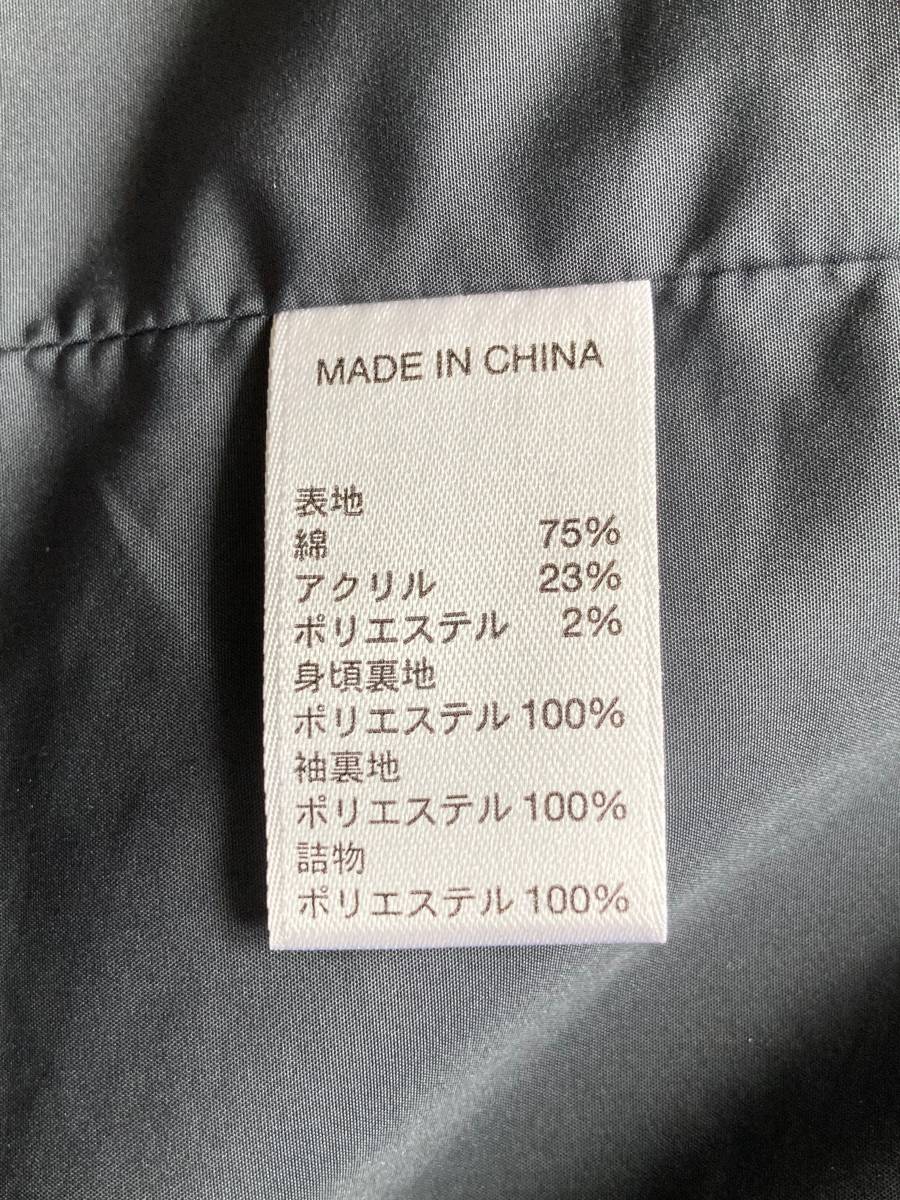 MADE IN CHINA
表地
綿 75%
アクリル 23%
ポリエステル 2%
身頃裏地
ポリエステル 100%
袖裏地
ポリエステル 100%
詰物
ポリエステル 100%